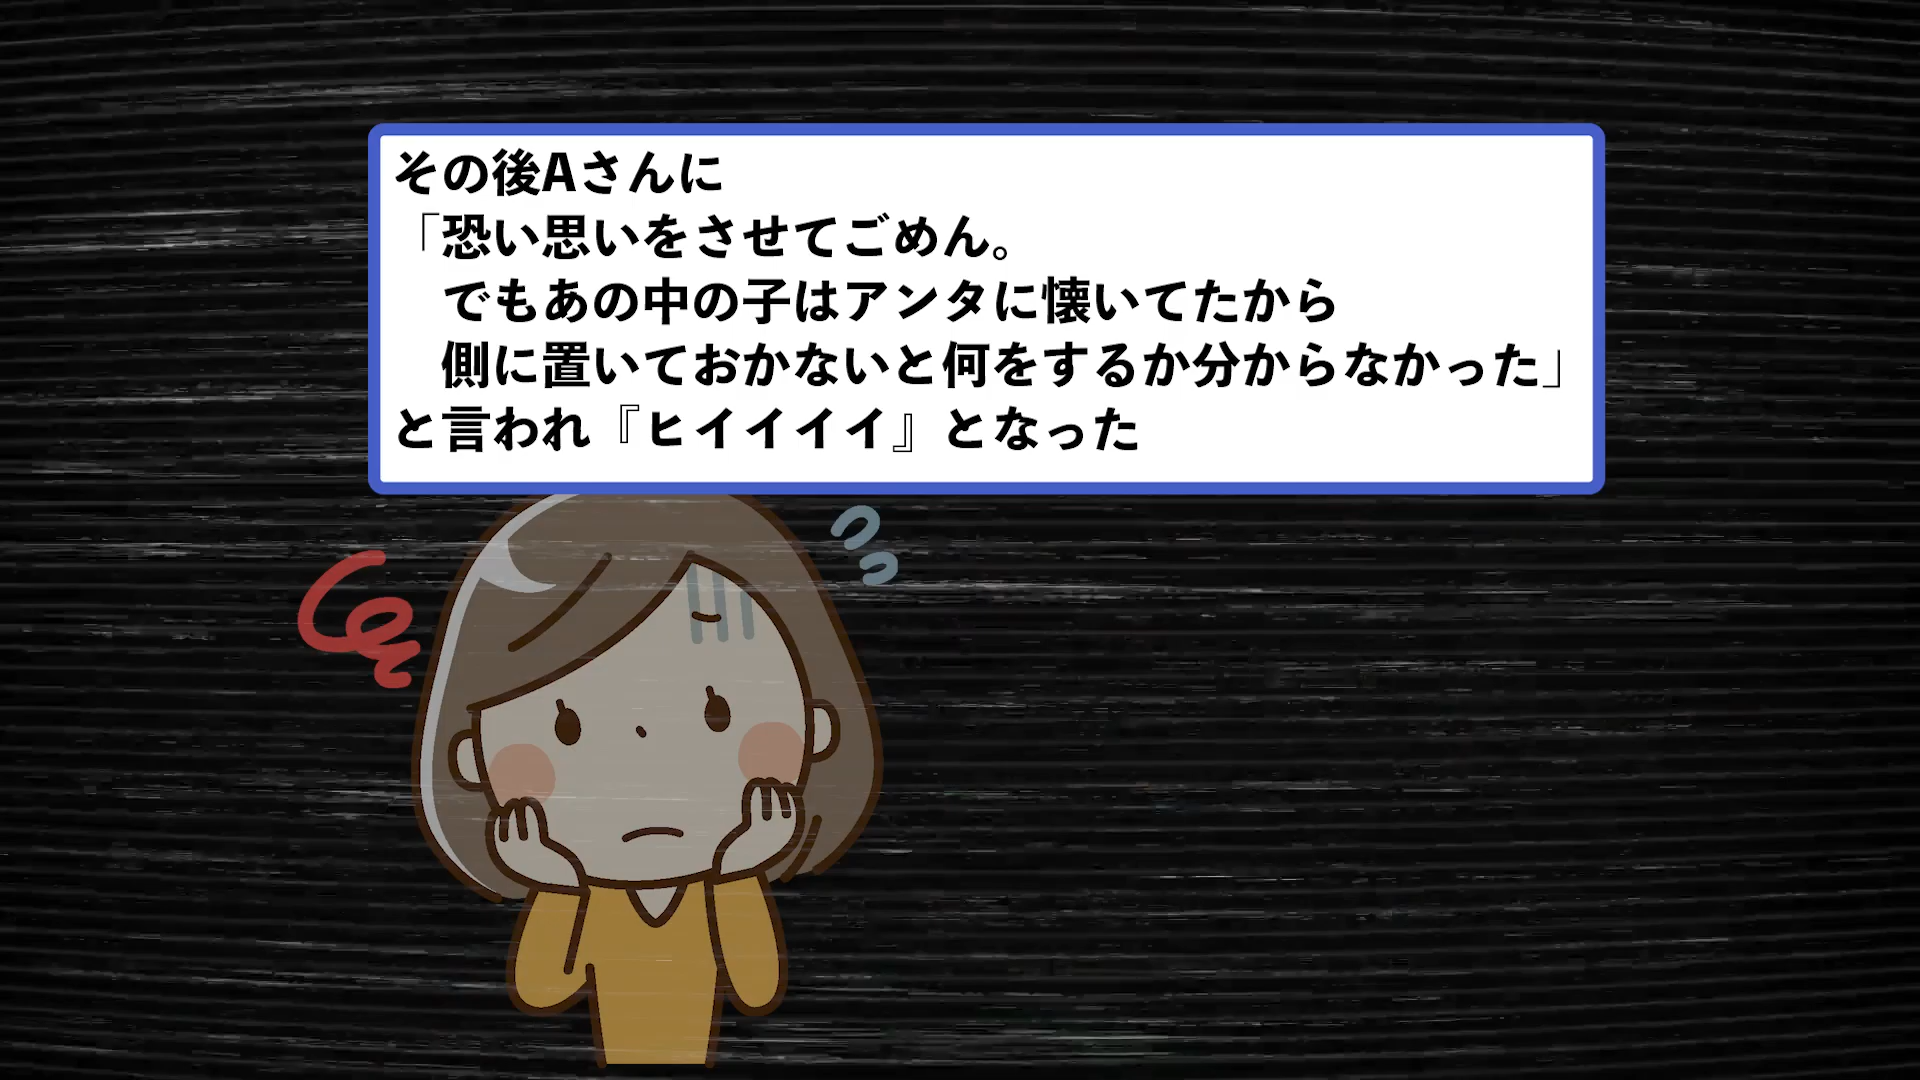 その後Aさんに
「恐い思いをさせてごめん。
でもあの中の子はアンタに懐いてたから
側に置いておかないと何をするか分からなかった」
と言われ『ヒイイイイ』となった